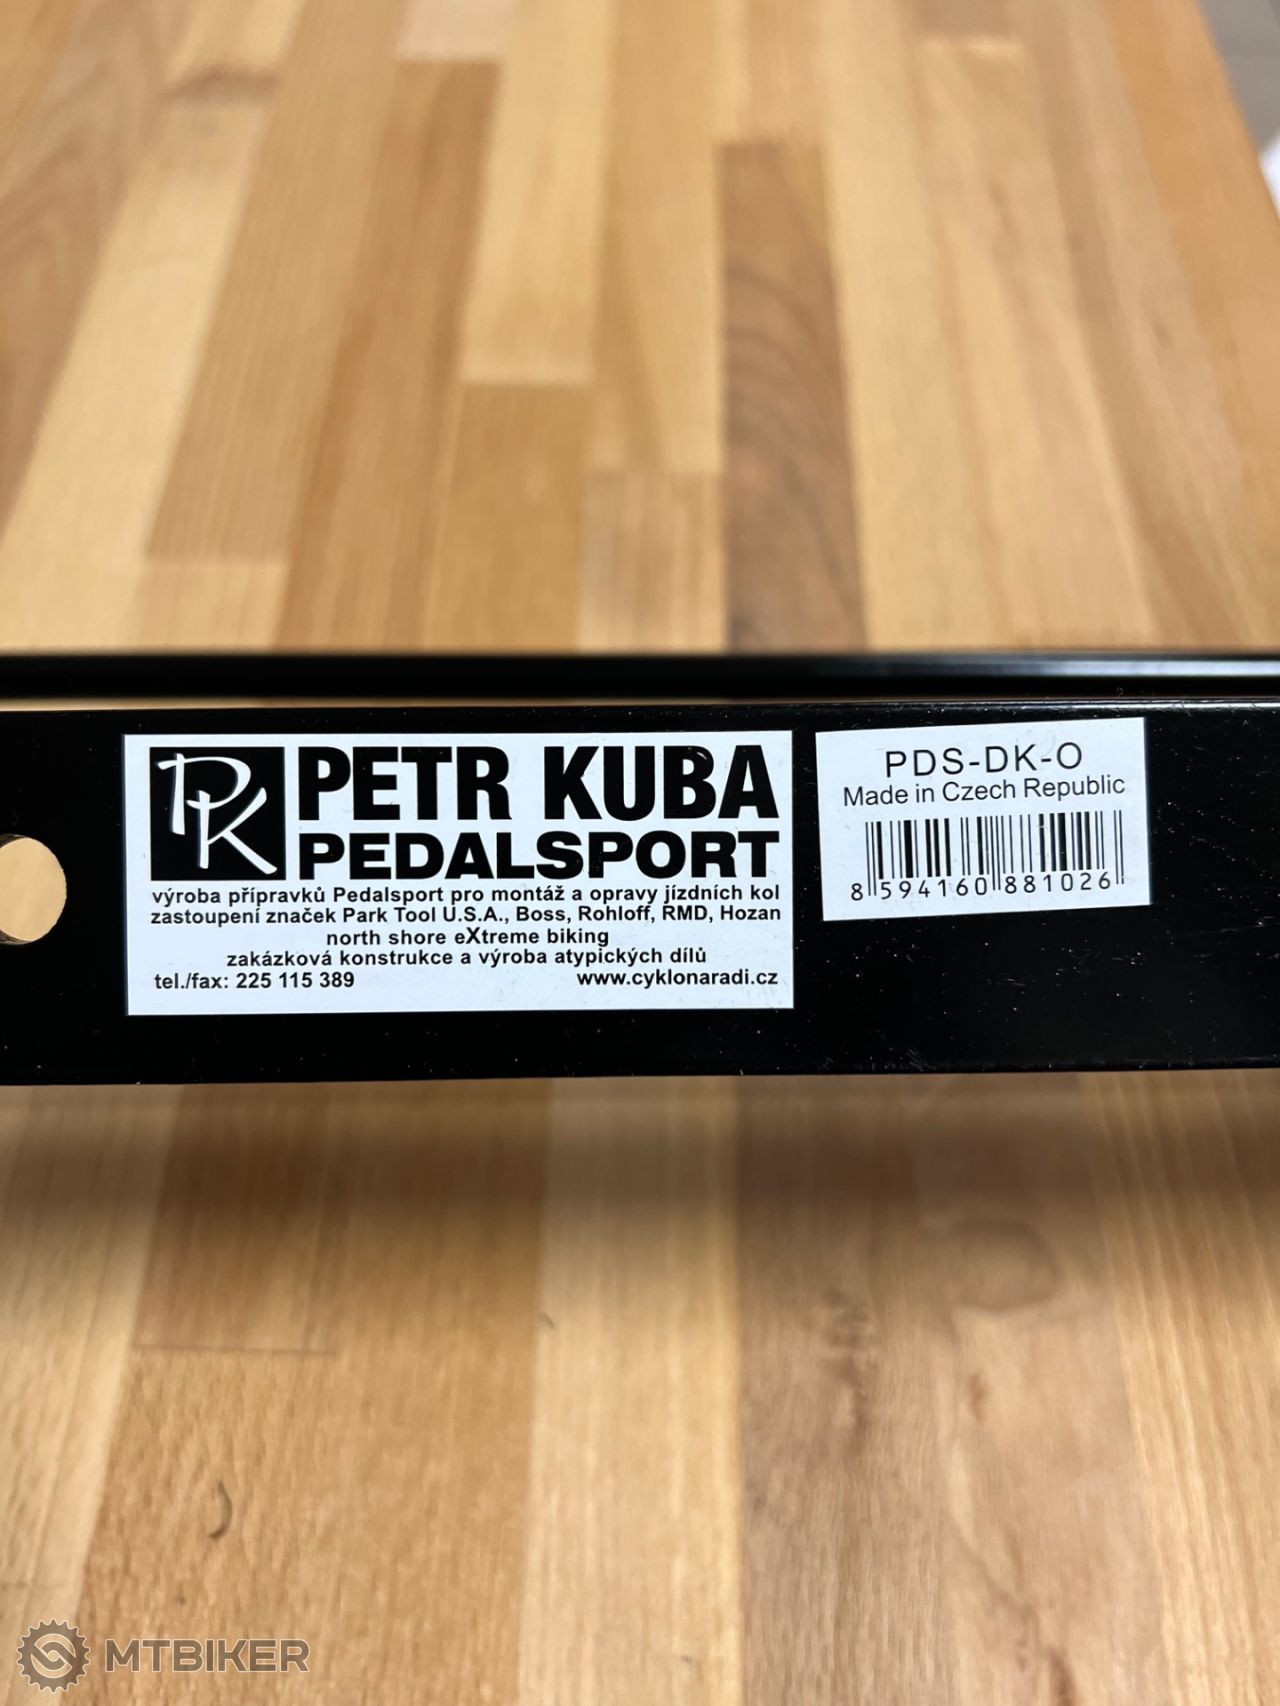 PK PETR KUBA
PEDALSPORT
výroba přípravků Pedalsport pro montáž a opravy jízdních kol
zastoupení značek Park Tool U.S.A., Boss, Rohloff, RMD, Hozan
north shore eXtreme biking
zakázková konstrukce a výroba atypických dílů
tel./fax: 225 115 389 www.cyklonaradi.cz
PDS-DK-O
Made in Czech Republic
8 594160 881026
MTBIKER